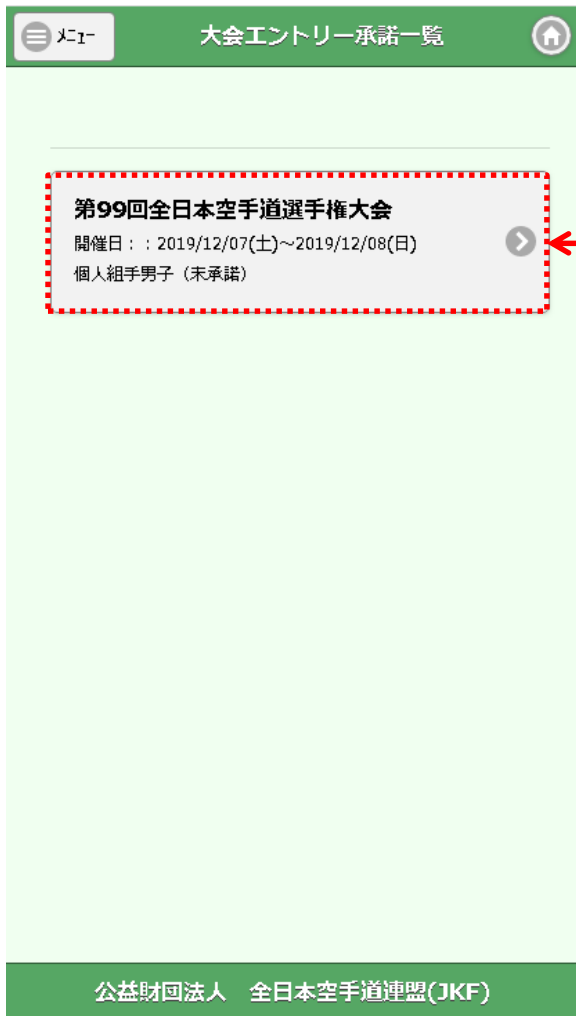 メニュー
大会エントリー承諾一覧
第99回全日本空手道選手権大会
開催日：：2019/12/07(土)～2019/12/08(日)
個人組手男子（未承諾）
公益財団法人　全日本空手道連盟(JKF)